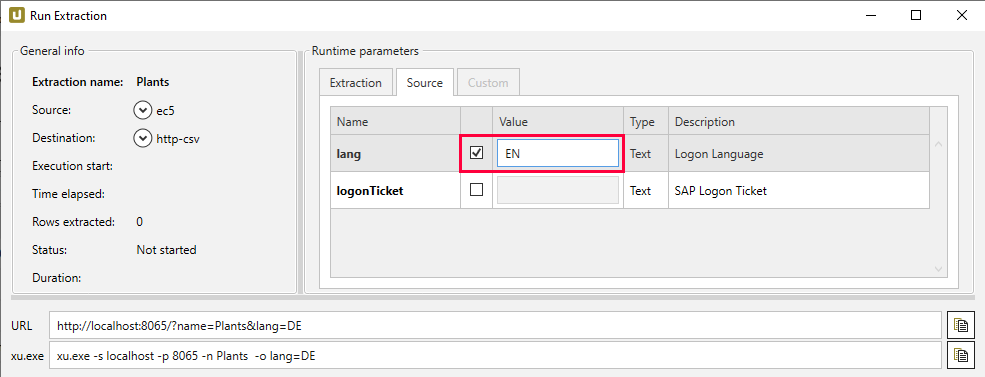 Run Extraction
General info
Extraction name: Plants
Source: ec5
Destination: http-csv
Execution start:
Time elapsed:
Rows extracted: 0
Status: Not started
Duration:
Runtime parameters
Extraction Source Custom
Name Value Type Description
lang EN Text Logon Language
logonTicket Text SAP Logon Ticket
URL http://localhost:8065/?name=Plants&lang=DE
xu.exe xu.exe -s localhost -p 8065 -n Plants  -o lang=DE